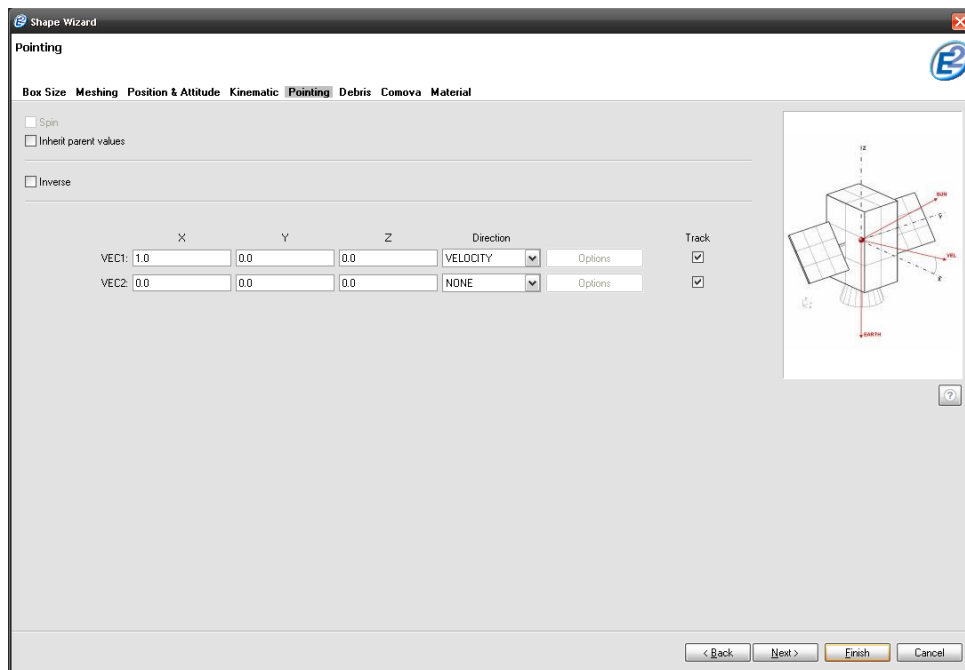 Shape Wizard
Pointing
E2
Box Size Meshing Position & Attitude Kinematic Pointing Debris Comova Material
Spin
Inherit parent values
Inverse
X Y Z Direction Track
VEC1: 1.0 0.0 0.0 VELOCITY Options
VEC2: 0.0 0.0 0.0 NONE Options
Z
SUN
VEL
EARTH
?
< Back Next > Finish Cancel